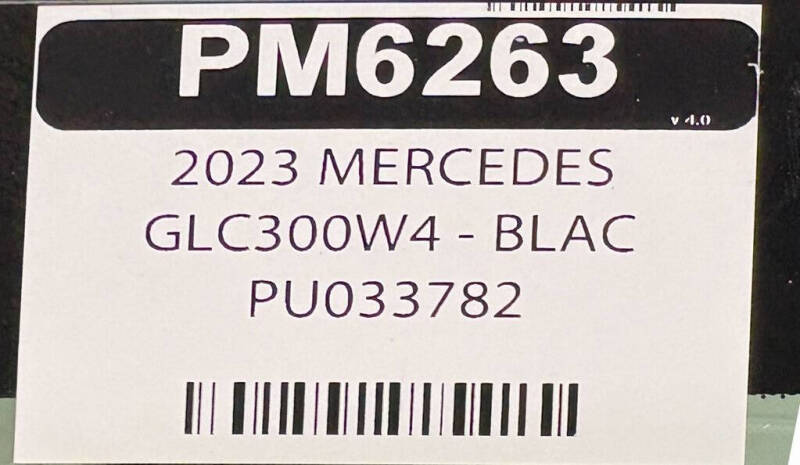 PM6263
v 4.0
2023 MERCEDES
GLC300W4 - BLAC
PU033782